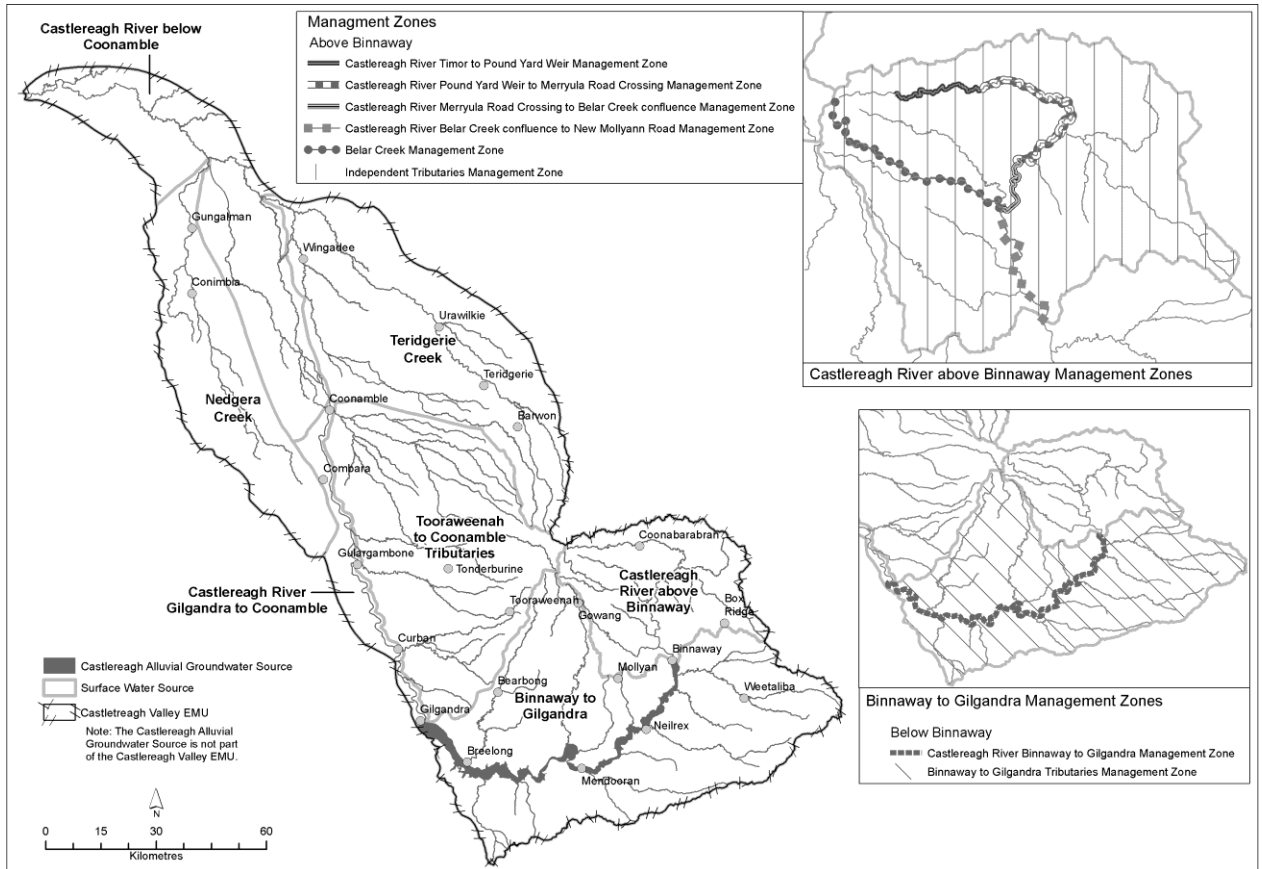 Castlereagh River below
Coonamble
Managment Zones
Above Binnaway
Castlereagh River Timor to Pound Yard Weir Management Zone
Castlereagh River Pound Yard Weir to Merryula Road Crossing Management Zone
Castlereagh River Merryula Road Crossing to Belar Creek confluence Management Zone
Castlereagh River Belar Creek confluence to New Mollyann Road Management Zone
Belar Creek Management Zone
Independent Tributaries Management Zone
Castlereagh River above Binnaway Management Zones
Gungalman
Wingadee
Conimbia
Urawilkie
Teridgerie
Creek
Teridgerie
Nedgera
Creek
Coonamble
Barwon
Combara
Tooraweenah
to Coonamble
Tributaries
Coonabarabran
Gulargambone
Tonderburine
Castlereagh
River above
Binnaway
Castlereagh River
Gilgandra to Coonamble
Tooraweenah
Gowang
Box
Ridge
Curban
Binnaway
Mollyan
Bearbong
Weetaliba
Binnaway to
Gilgandra
Gilgandra
Neilrex
Breelong
Mendooran
Castlereagh Alluvial Groundwater Source
Surface Water Source
Castletreagh Valley EMU
Note: The Castlereagh Alluvial
Groundwater Source is not part
of the Castlereagh Valley EMU.
N
0 15 30 60
Kilometres
Binnaway to Gilgandra Management Zones
Below Binnaway
Castlereagh River Binnaway to Gilgandra Management Zone
Binnaway to Gilgandra Tributaries Management Zone